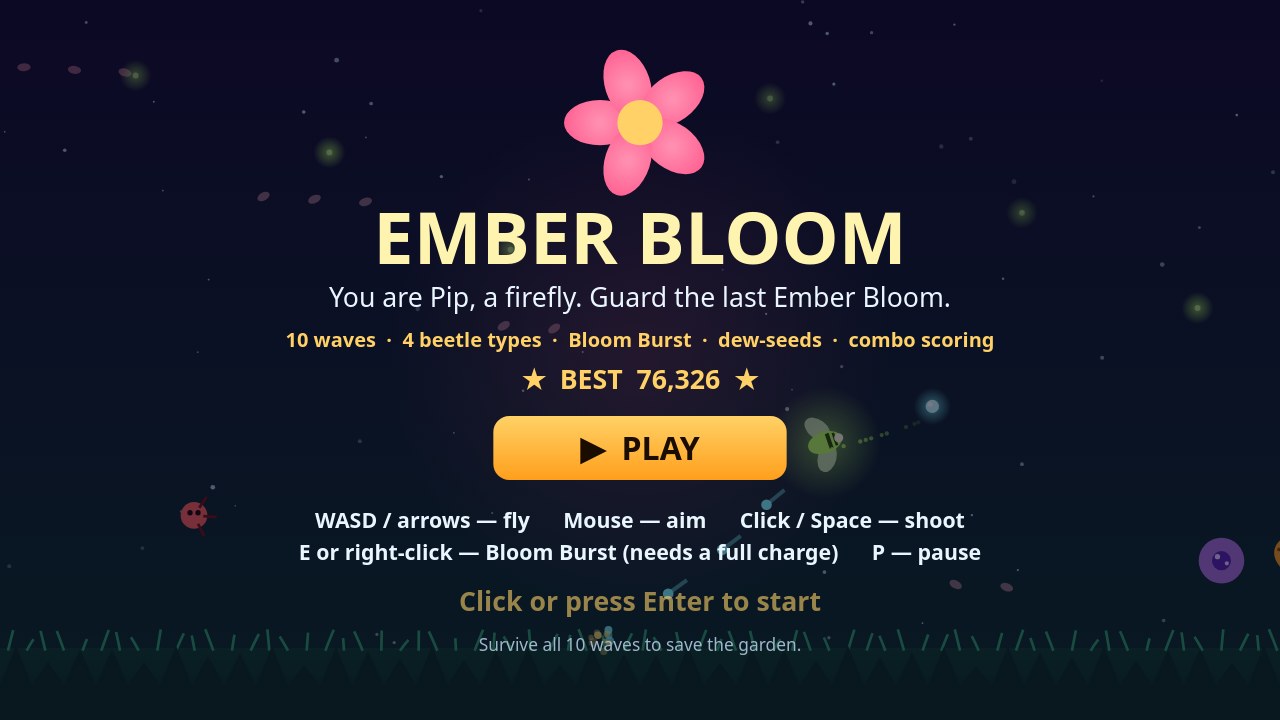 EMBER BLOOM
You are Pip, a firefly. Guard the last Ember Bloom.
10 waves · 4 beetle types · Bloom Burst · dew-seeds · combo scoring
★ BEST 76,326 ★
▶ PLAY
WASD / arrows — fly Mouse — aim Click / Space — shoot
E or right-click — Bloom Burst (needs a full charge) P — pause
Click or press Enter to start
Survive all 10 waves to save the garden.